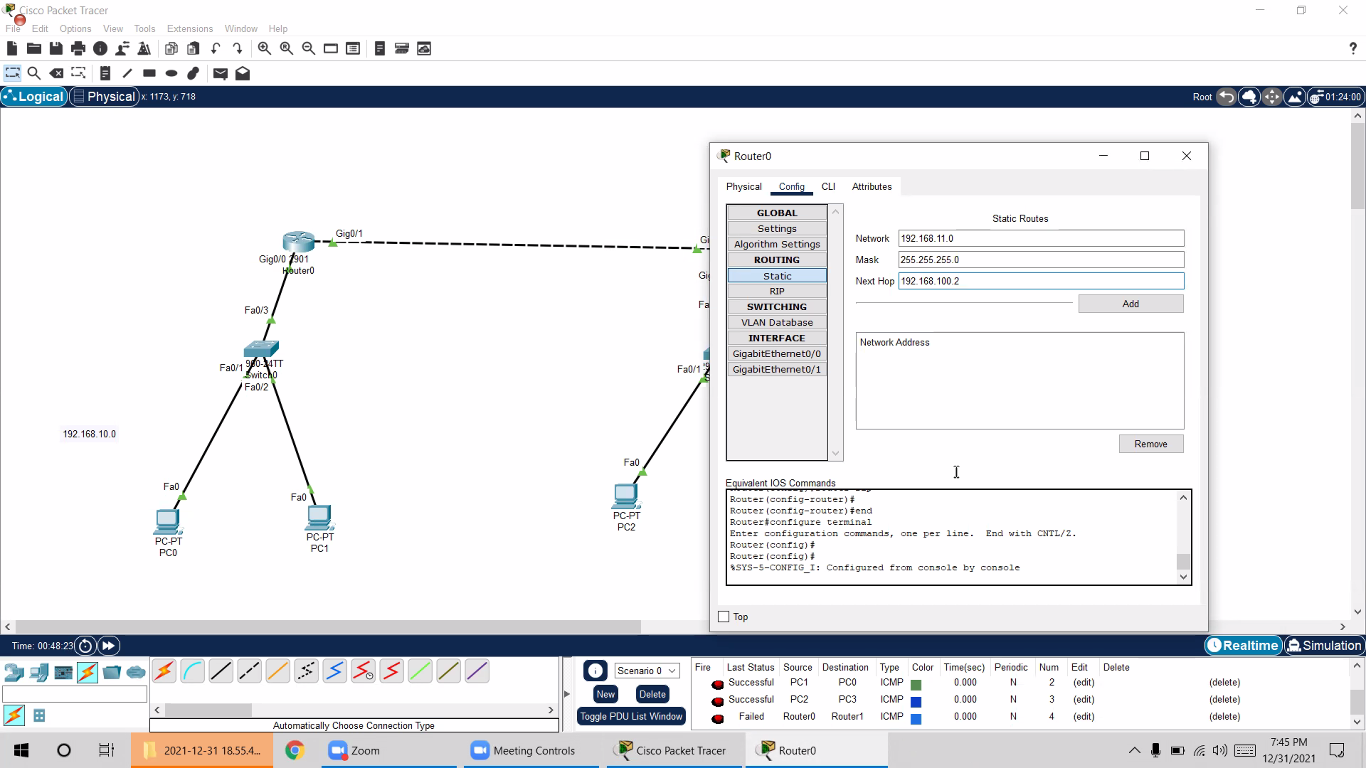 Cisco Packet Tracer
File Edit Options View Tools Extensions Window Help
?
Logical Physical x: 1173, y: 718 Root 01:24:00
Router0
Physical Config CLI Attributes
GLOBAL
Settings
Algorithm Settings
ROUTING
Static
RIP
SWITCHING
VLAN Database
INTERFACE
GigabitEthernet0/0
GigabitEthernet0/1
Static Routes
Network 192.168.11.0
Mask 255.255.255.0
Next Hop 192.168.100.2
Add
Network Address
Remove
Equivalent IOS Commands
Router(config-router)#
Router(config-router)#end
Router#configure terminal
Enter configuration commands, one per line. End with CNTL/Z.
Router(config)#
Router(config)#
%SYS-5-CONFIG_I: Configured from console by console
Top
Gig0/1
Gig0/0 2901
Router0
Fa0/3
Fa0/1
Switch0
Fa0/2
192.168.10.0
Fa0
PC-PT
PC0
Fa0
PC-PT
PC1
Fa0/1
Fa0
PC-PT
PC2
Time: 00:48:23 Realtime Simulation
Automatically Choose Connection Type
Scenario 0
New Delete
Toggle PDU List Window
Fire Last Status Source Destination Type Color Time(sec) Periodic Num Edit Delete
Successful PC1 PC0 ICMP 0.000 N 2 (edit) (delete)
Successful PC2 PC3 ICMP 0.000 N 3 (edit) (delete)
Failed Router0 Router1 ICMP 0.000 N 4 (edit) (delete)
2021-12-31 18.55.4... Zoom Meeting Controls Cisco Packet Tracer Router0
7:45 PM
12/31/2021